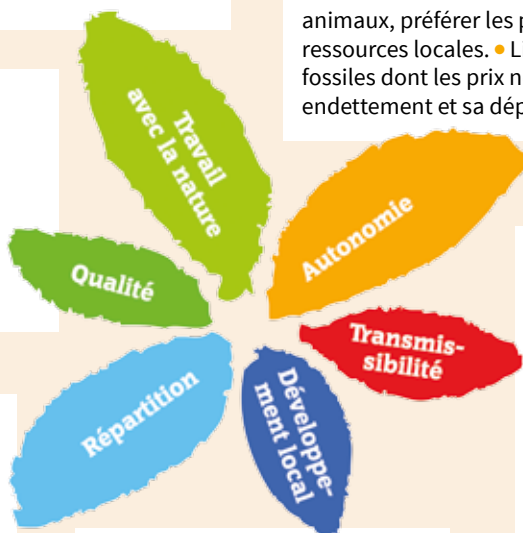 animaux, préférer les
ressources locales. •
fossiles dont les prix
endettement et sa
Travail
avec la nature
Autonomie
Qualité
Transmis-
sibilité
Répartition
Développe-
ment local